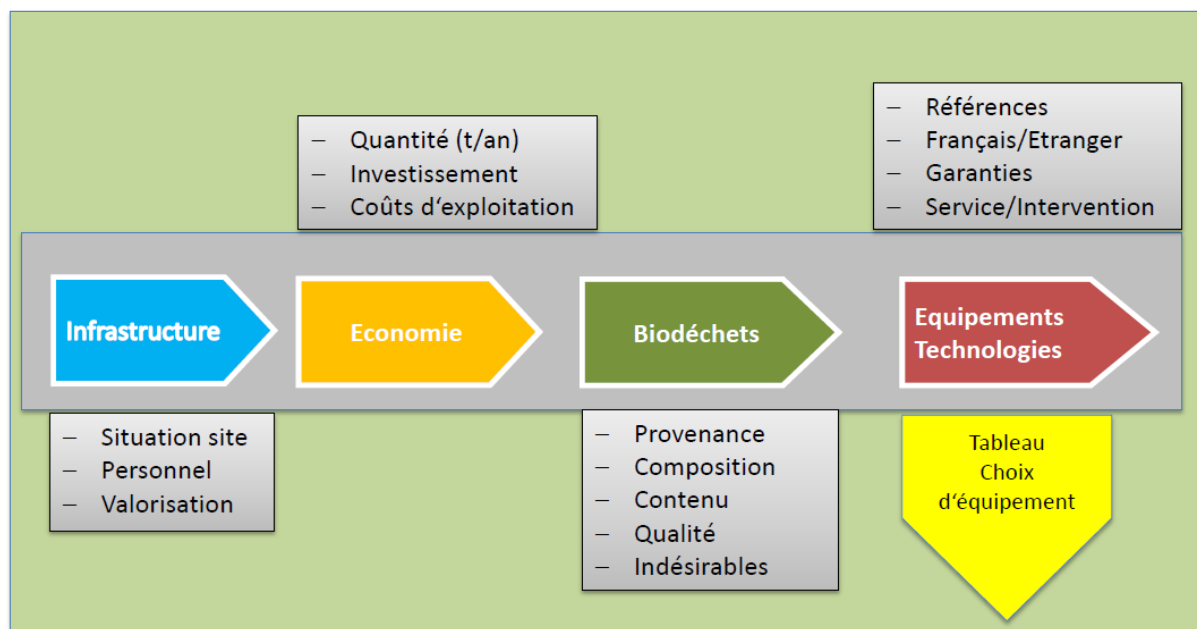 – Quantité (t/an)
– Investissement
– Coûts d‘exploitation
– Références
– Français/Etranger
– Garanties
– Service/Intervention
Infrastructure
Economie
Biodéchets
Equipements
Technologies
– Situation site
– Personnel
– Valorisation
– Provenance
– Composition
– Contenu
– Qualité
– Indésirables
Tableau
Choix
d‘équipement